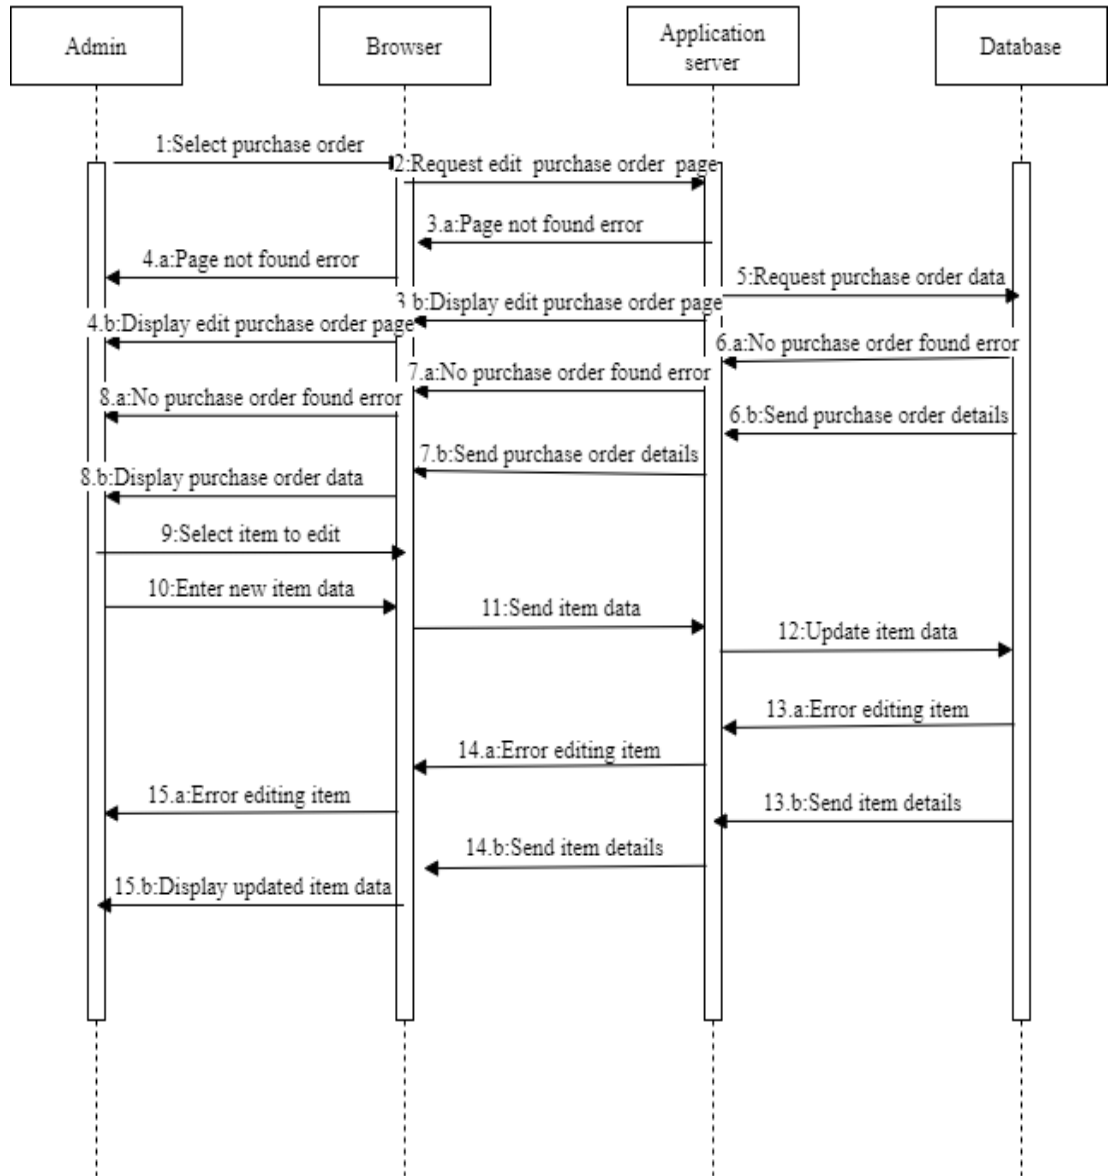 Admin
Browser
Application
server
Database
1:Select purchase order
2:Request edit purchase order page
3.a:Page not found error
4.a:Page not found error
5:Request purchase order data
3.b:Display edit purchase order page
4.b:Display edit purchase order page
6.a:No purchase order found error
7.a:No purchase order found error
8.a:No purchase order found error
6.b:Send purchase order details
7.b:Send purchase order details
8.b:Display purchase order data
9:Select item to edit
10:Enter new item data
11:Send item data
12:Update item data
13.a:Error editing item
14.a:Error editing item
15.a:Error editing item
13.b:Send item details
14.b:Send item details
15.b:Display updated item data